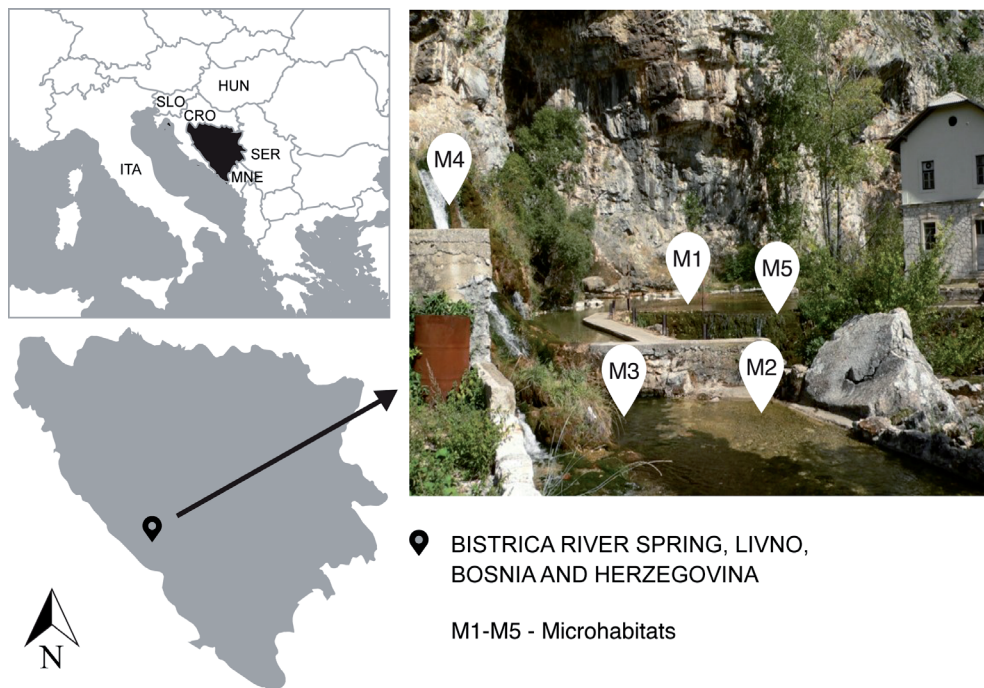 HUN
SLO
CRO
SER
ITA
MNE
M4
M1
M5
M3
M2
N
BISTRICA RIVER SPRING, LIVNO,
BOSNIA AND HERZEGOVINA
M1-M5 - Microhabitats